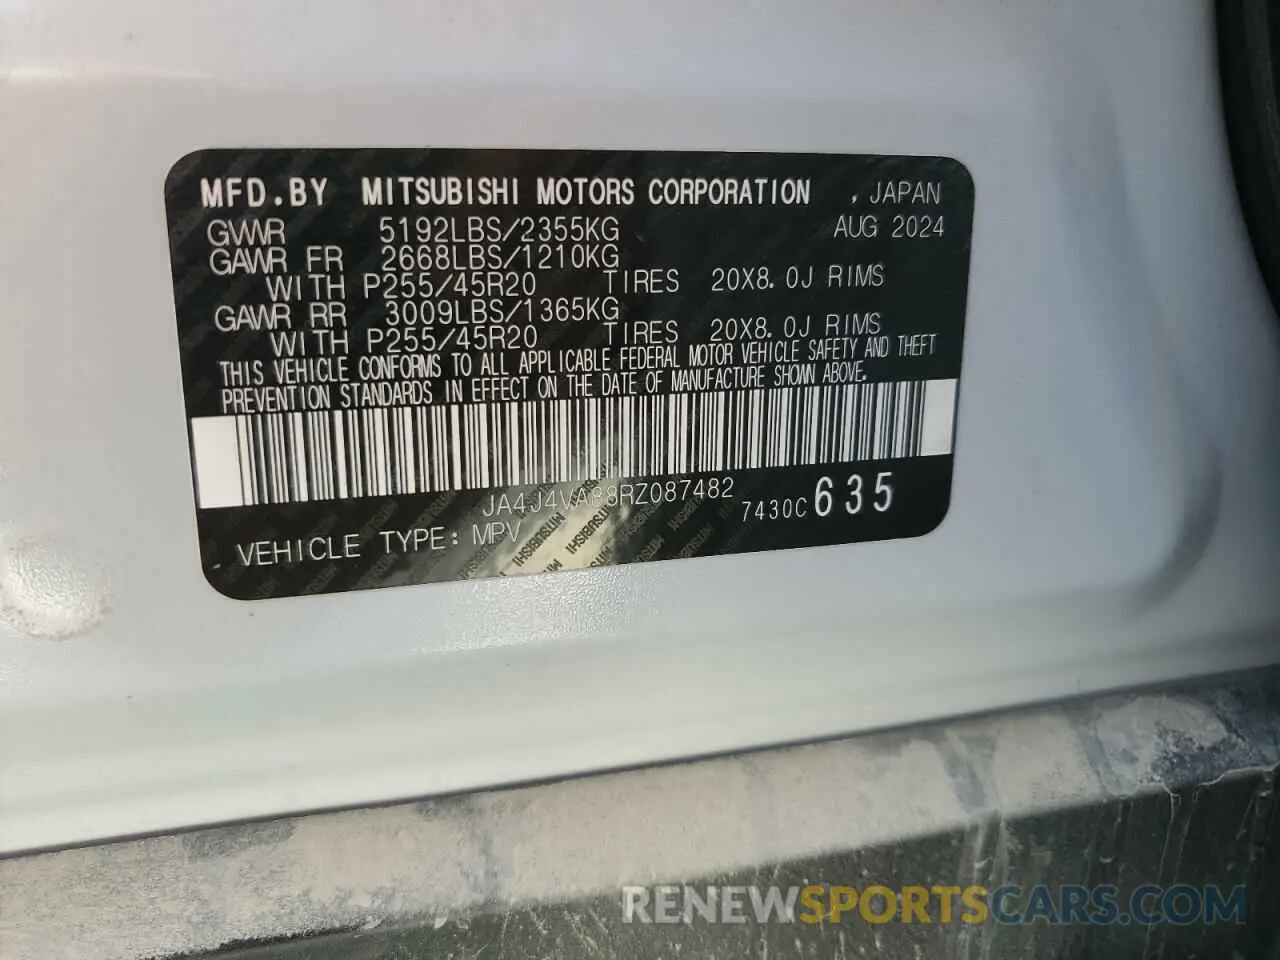 MFD.BY MITSUBISHI MOTORS CORPORATION , JAPAN
GVWR 5192LBS/2355KG AUG 2024
GAWR FR 2668LBS/1210KG
WITH P255/45R20 TIRES 20X8.0J RIMS
GAWR RR 3009LBS/1365KG
WITH P255/45R20 TIRES 20X8.0J RIMS
THIS VEHICLE CONFORMS TO ALL APPLICABLE FEDERAL MOTOR VEHICLE SAFETY AND THEFT
PREVENTION STANDARDS IN EFFECT ON THE DATE OF MANUFACTURE SHOWN ABOVE.
JA4J4VA88RZ087482
7430C 635
VEHICLE TYPE: MPV
RENEWSPORTSCARS.COM